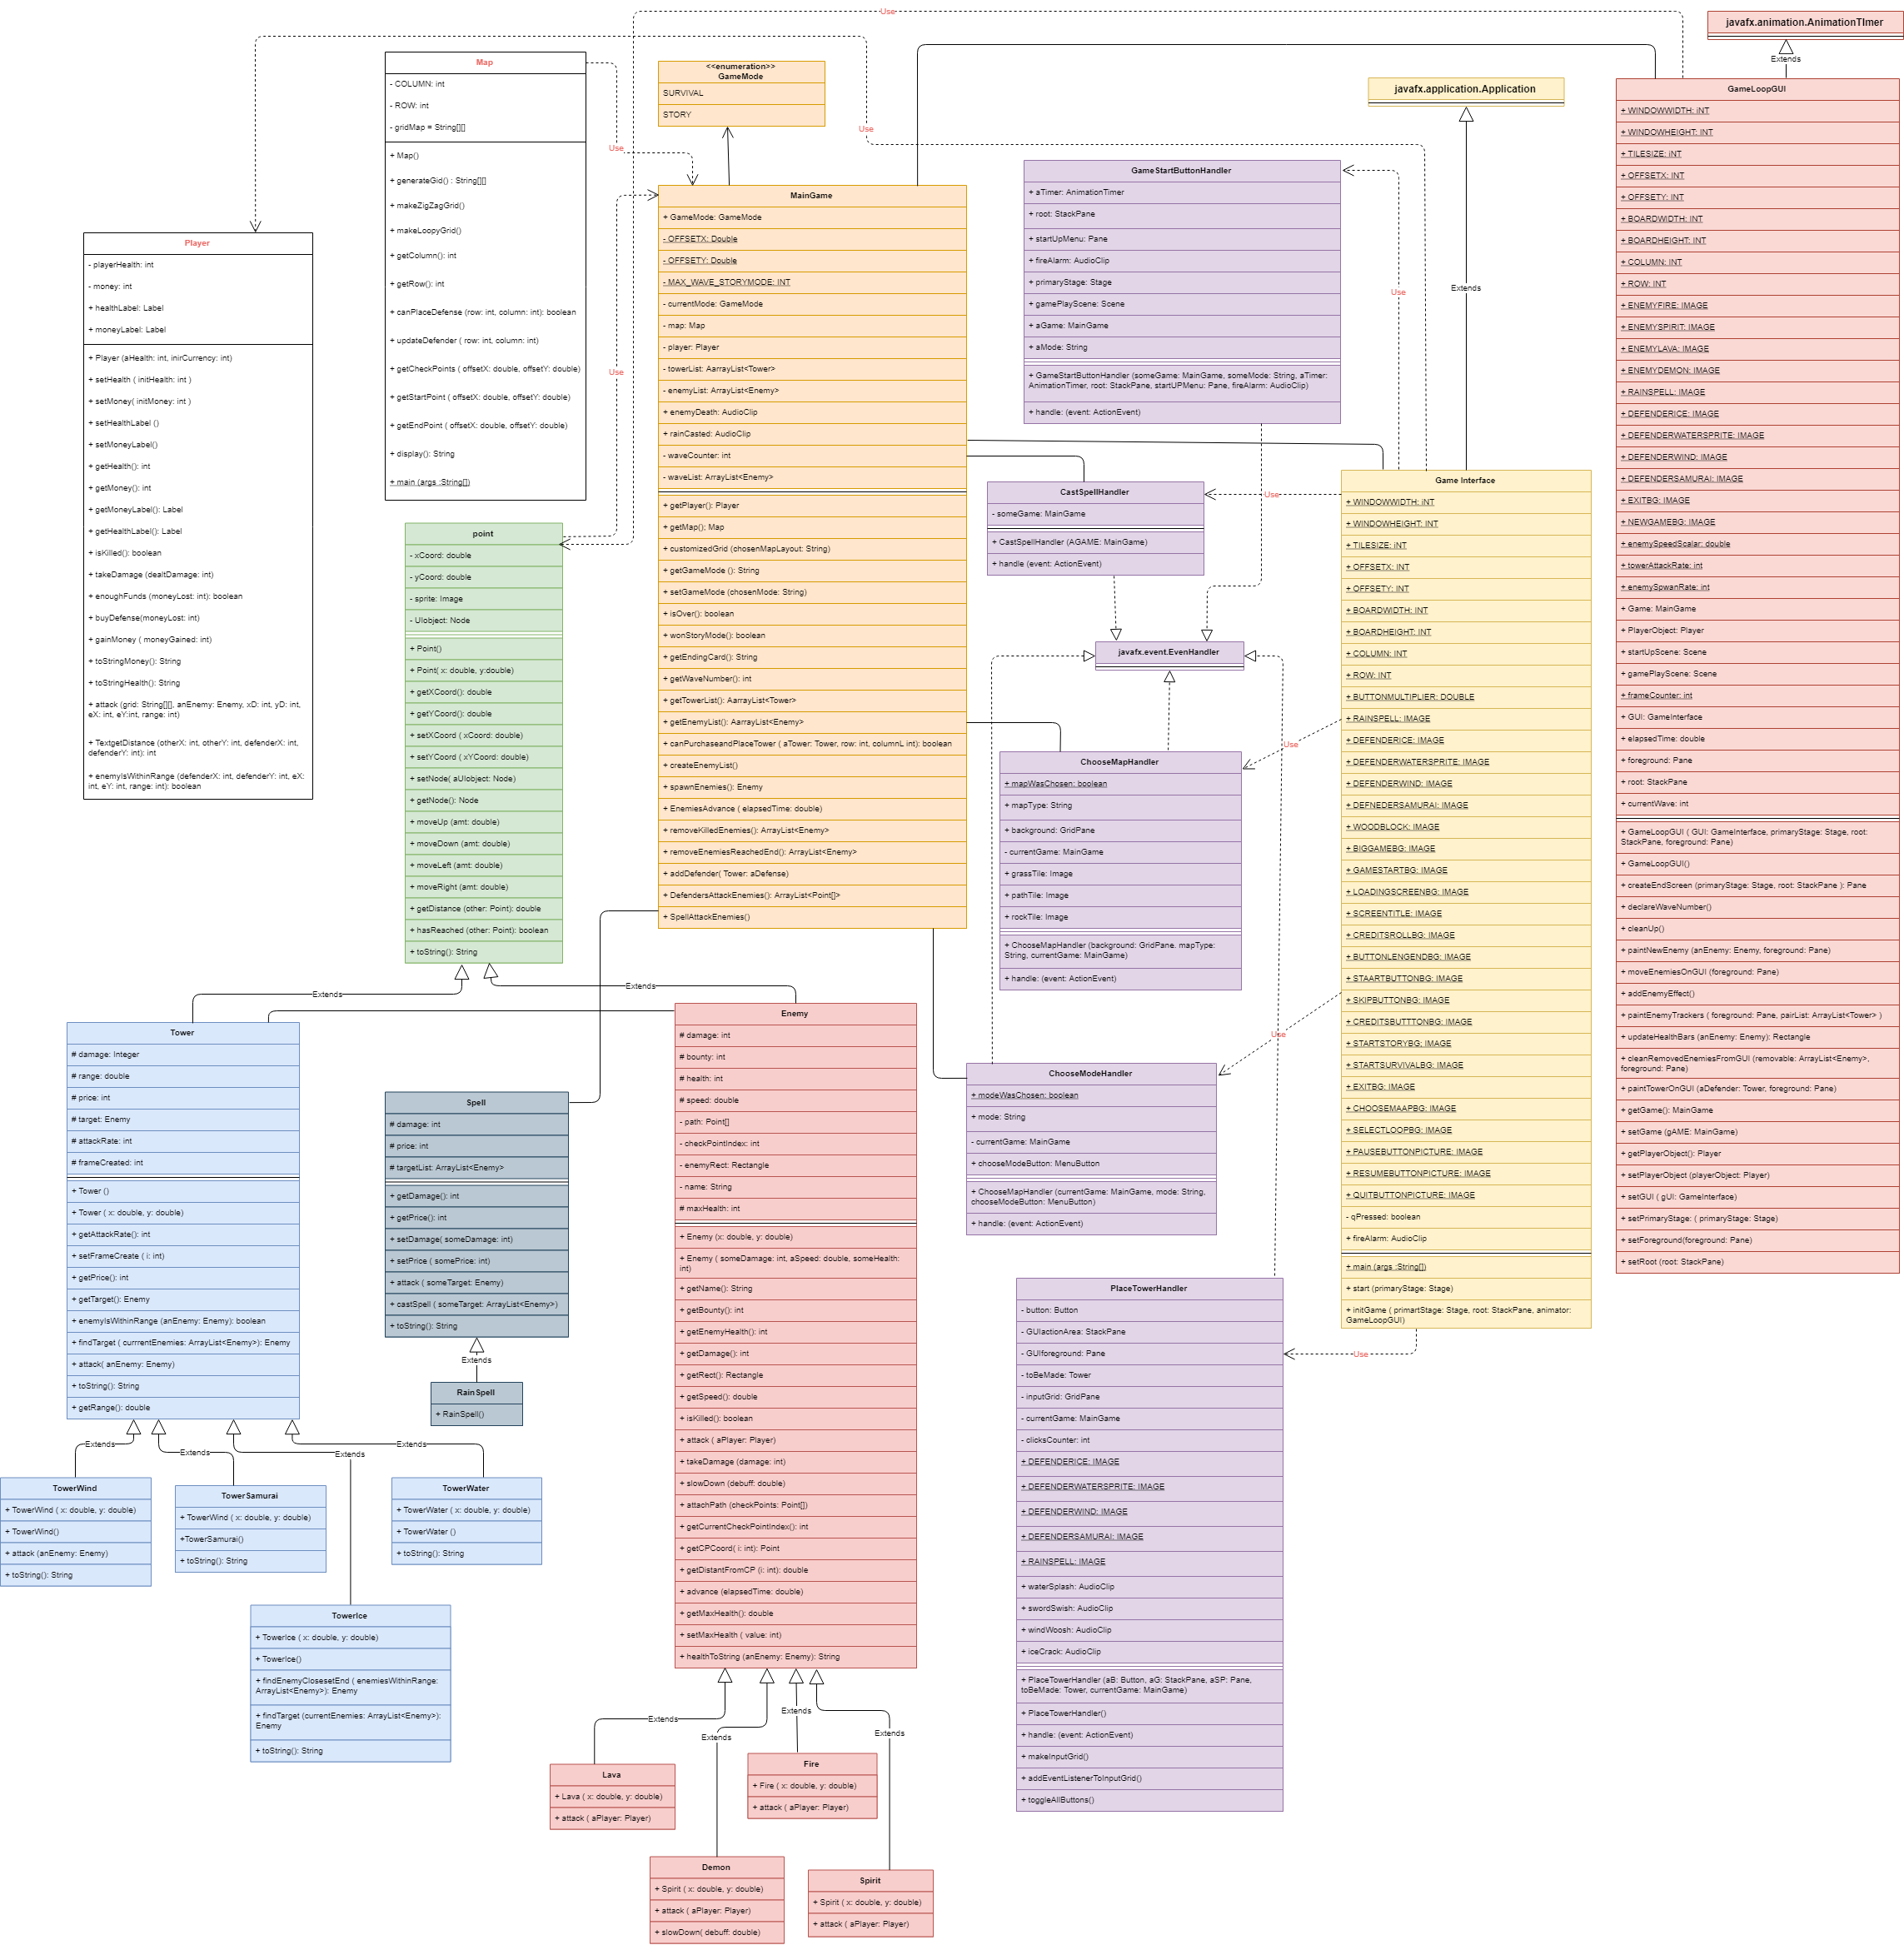 Use
javafx.animation.AnimationTImer
Extends
Use
Use
Use
Map
- COLUMN: int
- ROW: int
- gridMap = String[][]
+ Map()
+ generateGid() : String[][]
+ makeZigZagGrid()
+ makeLoopyGrid()
+ getColumn(): int
+ getRow(): int
+ canPlaceDefense (row: int, column: int): boolean
+ updateDefender ( row: int, column: int)
+ getCheckPoints ( offsetX: double, offsetY: double)
+ getStartPoint ( offsetX: double, offsetY: double)
+ getEndPoint ( offsetX: double, offsetY: double)
+ display(): String
+ main (args :String[])
<<enumeration>>
GameMode
SURVIVAL
STORY
javafx.application.Application
Extends
Player
- playerHealth: int
- money: int
+ healthLabel: Label
+ moneyLabel: Label
+ Player (aHealth: int, inirCurrency: int)
+ setHealth ( initHealth: int )
+ setMoney( initMoney: int )
+ setHealthLabel ()
+ setMoneyLabel()
+ getHealth(): int
+ getMoney(): int
+ getMoneyLabel(): Label
+ getHealthLabel(): Label
+ isKilled(): boolean
+ takeDamage (dealtDamage: int)
+ enoughFunds (moneyLost: int): boolean
+ buyDefense(moneyLost: int)
+ gainMoney ( moneyGained: int)
+ toStringMoney(): String
+ toStringHealth(): String
+ attack (grid: String[][], anEnemy: Enemy, xD: int, yD: int,
eX: int, eY:int, range: int)
+ TextgetDistance (otherX: int, otherY: int, defenderX: int,
defenderY: int): int
+ enemyIsWithinRange (defenderX: int, defenderY: int, eX:
int, eY: int, range: int): boolean
MainGame
+ GameMode: GameMode
- OFFSETX: Double
- OFFSETY: Double
- MAX_WAVE_STORYMODE: INT
- currentMode: GameMode
- map: Map
- player: Player
- towerList: AarrayList<Tower>
- enemyList: ArrayList<Enemy>
+ enemyDeath: AudioClip
+ rainCasted: AudioClip
- waveCounter: int
- waveList: ArrayList<Enemy>
+ getPlayer(): Player
+ getMap(); Map
+ customizedGrid (chosenMapLayout: String)
+ getGameMode (): String
+ setGameMode (chosenMode: String)
+ isOver(): boolean
+ wonStoryMode(): boolean
+ getEndingCard(): String
+ getWaveNumber(): int
+ getTowerList(): AarrayList<Tower>
+ getEnemyList(): AarrayList<Enemy>
+ canPurchaseandPlaceTower ( aTower: Tower, row: int, columnL int): boolean
+ createEnemyList()
+ spawnEnemies(): Enemy
+ EnemiesAdvance ( elapsedTime: double)
+ removeKilledEnemies(): ArrayList<Enemy>
+ removeEnemiesReachedEnd(): ArrayList<Enemy>
+ addDefender( Tower: aDefense)
+ DefendersAttackEnemies(): ArrayList<Point[]>
+ SpellAttackEnemies()
GameStartButtonHandler
+ aTimer: AnimationTimer
+ root: StackPane
+ startUpMenu: Pane
+ fireAlarm: AudioClip
+ primaryStage: Stage
+ gamePlayScene: Scene
+ aGame: MainGame
+ aMode: String
+ GameStartButtonHandler (someGame: MainGame, someMode: String, aTimer:
AnimationTimer, root: StackPane, startUPMenu: Pane, fireAlarm: AudioClip)
+ handle: (event: ActionEvent)
Use
Use
CastSpellHandler
- someGame: MainGame
+ CastSpellHandler (AGAME: MainGame)
+ handle (event: ActionEvent)
Use
javafx.event.EvenHandler
ChooseMapHandler
+ mapWasChosen: boolean
+ mapType: String
+ background: GridPane
- currentGame: MainGame
+ grassTile: Image
+ pathTile: Image
+ rockTile: Image
+ ChooseMapHandler (background: GridPane. mapType:
String, currentGame: MainGame)
+ handle: (event: ActionEvent)
Use
ChooseModeHandler
+ modeWasChosen: boolean
+ mode: String
- currentGame: MainGame
+ chooseModeButton: MenuButton
+ ChooseMapHandler (currentGame: MainGame, mode: String,
chooseModeButton: MenuButton)
+ handle: (event: ActionEvent)
Use
PlaceTowerHandler
- button: Button
- GUIactionArea: StackPane
- GUIforeground: Pane
- toBeMade: Tower
- inputGrid: GridPane
- currentGame: MainGame
- clicksCounter: int
+ DEFENDERICE: IMAGE
+ DEFENDERWATERSPRITE: IMAGE
+ DEFENDERWIND: IMAGE
+ DEFENDERSAMURAI: IMAGE
+ RAINSPELL: IMAGE
+ waterSplash: AudioClip
+ swordSwish: AudioClip
+ windWoosh: AudioClip
+ iceCrack: AudioClip
+ PlaceTowerHandler (aB: Button, aG: StackPane, aSP: Pane,
toBeMade: Tower, currentGame: MainGame)
+ PlaceTowerHandler()
+ handle: (event: ActionEvent)
+ makeInputGrid()
+ addEventListenerToInputGrid()
+ toggleAllButtons()
Use
Game Interface
+ WINDOWWIDTH: iNT
+ WINDOWHEIGHT: INT
+ TILESIZE: iNT
+ OFFSETX: INT
+ OFFSETY: INT
+ BOARDWIDTH: INT
+ BOARDHEIGHT: INT
+ COLUMN: INT
+ ROW: INT
+ BUTTONMULTIPLIER: DOUBLE
+ RAINSPELL: IMAGE
+ DEFENDERICE: IMAGE
+ DEFENDERWATERSPRITE: IMAGE
+ DEFENDERWIND: IMAGE
+ DEFNEDERSAMURAI: IMAGE
+ WOODBLOCK: IMAGE
+ BIGGAMEBG: IMAGE
+ GAMESTARTBG: IMAGE
+ LOADINGSCREENBG: IMAGE
+ SCREENTITLE: IMAGE
+ CREDITSROLLBG: IMAGE
+ BUTTONLENGENDBG: IMAGE
+ STAARTBUTTONBG: IMAGE
+ SKIPBUTTONBG: IMAGE
+ CREDITSBUTTTONBG: IMAGE
+ STARTSTORYBG: IMAGE
+ STARTSURVIVALBG: IMAGE
+ EXITBG: IMAGE
+ CHOOSEMAAPBG: IMAGE
+ SELECTLOOPBG: IMAGE
+ PAUSEBUTTONPICTURE: IMAGE
+ RESUMEBUTTONPICTURE: IMAGE
+ QUITBUTTONPICTURE: IMAGE
- qPressed: boolean
+ fireAlarm: AudioClip
+ main (args :String[])
+ start (primaryStage: Stage)
+ initGame ( primartStage: Stage, root: StackPane, animator:
GameLoopGUI)
GameLoopGUI
+ WINDOWWIDTH: iNT
+ WINDOWHEIGHT: INT
+ TILESIZE: iNT
+ OFFSETX: INT
+ OFFSETY: INT
+ BOARDWIDTH: INT
+ BOARDHEIGHT: INT
+ COLUMN: INT
+ ROW: INT
+ ENEMYFIRE: IMAGE
+ ENEMYSPIRIT: IMAGE
+ ENEMYLAVA: IMAGE
+ ENEMYDEMON: IMAGE
+ RAINSPELL: IMAGE
+ DEFENDERICE: IMAGE
+ DEFENDERWATERSPRITE: IMAGE
+ DEFENDERWIND: IMAGE
+ DEFENDERSAMURAI: IMAGE
+ EXITBG: IMAGE
+ NEWGAMEBG: IMAGE
+ enemySpeedScalar: double
+ towerAttackRate: int
+ enemySpwanRate: int
+ Game: MainGame
+ PlayerObject: Player
+ startUpScene: Scene
+ gamePlayScene: Scene
+ frameCounter: int
+ GUI: GameInterface
+ elapsedTime: double
+ foreground: Pane
+ root: StackPane
+ currentWave: int
+ GameLoopGUI ( GUI: GameInterface, primaryStage: Stage, root:
StackPane, foreground: Pane)
+ GameLoopGUI()
+ createEndScreen (primaryStage: Stage, root: StackPane ): Pane
+ declareWaveNumber()
+ cleanUp()
+ paintNewEnemy (anEnemy: Enemy, foreground: Pane)
+ moveEnemiesOnGUI (foreground: Pane)
+ addEnemyEffect()
+ paintEnemyTrackers ( foreground: Pane, pairList: ArrayList<Tower> )
+ updateHealthBars (anEnemy: Enemy): Rectangle
+ cleanRemovedEnemiesFromGUI (removable: ArrayList<Enemy>,
foreground: Pane)
+ paintTowerOnGUI (aDefender: Tower, foreground: Pane)
+ getGame(): MainGame
+ setGame (gAME: MainGame)
+ getPlayerObject(): Player
+ setPlayerObject (playerObject: Player)
+ setGUI ( gUI: GameInterface)
+ setPrimaryStage: ( primaryStage: Stage)
+ setForeground(foreground: Pane)
+ setRoot (root: StackPane)
point
- xCoord: double
- yCoord: double
- sprite: Image
- UIobject: Node
+ Point()
+ Point( x: double, y:double)
+ getXCoord(): double
+ getYCoord(): double
+ setXCoord ( xCoord: double)
+ setYCoord ( xYCoord: double)
+ setNode( aUIobject: Node)
+ getNode(): Node
+ moveUp (amt: double)
+ moveDown (amt: double)
+ moveLeft (amt: double)
+ moveRight (amt: double)
+ getDistance (other: Point): double
+ hasReached (other: Point): boolean
+ toString(): String
Extends
Extends
Tower
# damage: Integer
# range: double
# price: int
# target: Enemy
# attackRate: int
# frameCreated: int
+ Tower ()
+ Tower ( x: double, y: double)
+ getAttackRate(): int
+ setFrameCreate ( i: int)
+ getPrice(): int
+ getTarget(): Enemy
+ enemyIsWithinRange (anEnemy: Enemy): boolean
+ findTarget ( currrentEnemies: ArrayList<Enemy>): Enemy
+ attack( anEnemy: Enemy)
+ toString(): String
+ getRange(): double
Spell
# damage: int
# price: int
# targetList: ArrayList<Enemy>
+ getDamage(): int
+ getPrice(): int
+ setDamage( someDamage: int)
+ setPrice ( somePrice: int)
+ attack ( someTarget: Enemy)
+ castSpell ( someTarget: ArrayList<Enemy>)
+ toString(): String
Extends
RainSpell
+ RainSpell()
Enemy
# damage: int
# bounty: int
# health: int
# speed: double
- path: Point[]
- checkPointIndex: int
- enemyRect: Rectangle
- name: String
# maxHealth: int
+ Enemy (x: double, y: double)
+ Enemy ( someDamage: int, aSpeed: double, someHealth:
int)
+ getName(): String
+ getBounty(): int
+ getEnemyHealth(): int
+ getDamage(): int
+ getRect(): Rectangle
+ getSpeed(): double
+ isKilled(): boolean
+ attack ( aPlayer: Player)
+ takeDamage (damage: int)
+ slowDown (debuff: double)
+ attachPath (checkPoints: Point[])
+ getCurrentCheckPointIndex(): int
+ getCPCoord( i: int): Point
+ getDistantFromCP (i: int): double
+ advance (elapsedTime: double)
+ getMaxHealth(): double
+ setMaxHealth ( value: int)
+ healthToString (anEnemy: Enemy): String
Extends
Extends
Extends
Extends
TowerWind
+ TowerWind ( x: double, y: double)
+ TowerWind()
+ attack (anEnemy: Enemy)
+ toString(): String
TowerSamurai
+ TowerWind ( x: double, y: double)
+TowerSamurai()
+ toString(): String
TowerWater
+ TowerWater ( x: double, y: double)
+ TowerWater ()
+ toString(): String
TowerIce
+ TowerIce ( x: double, y: double)
+ TowerIce()
+ findEnemyClosesetEnd ( enemiesWithinRange:
ArrayList<Enemy>): Enemy
+ findTarget (currentEnemies: ArrayList<Enemy>):
Enemy
+ toString(): String
Extends
Extends
Extends
Extends
Lava
+ Lava ( x: double, y: double)
+ attack ( aPlayer: Player)
Fire
+ Fire ( x: double, y: double)
+ attack ( aPlayer: Player)
Demon
+ Spirit ( x: double, y: double)
+ attack ( aPlayer: Player)
+ slowDown( debuff: double)
Spirit
+ Spirit ( x: double, y: double)
+ attack ( aPlayer: Player)